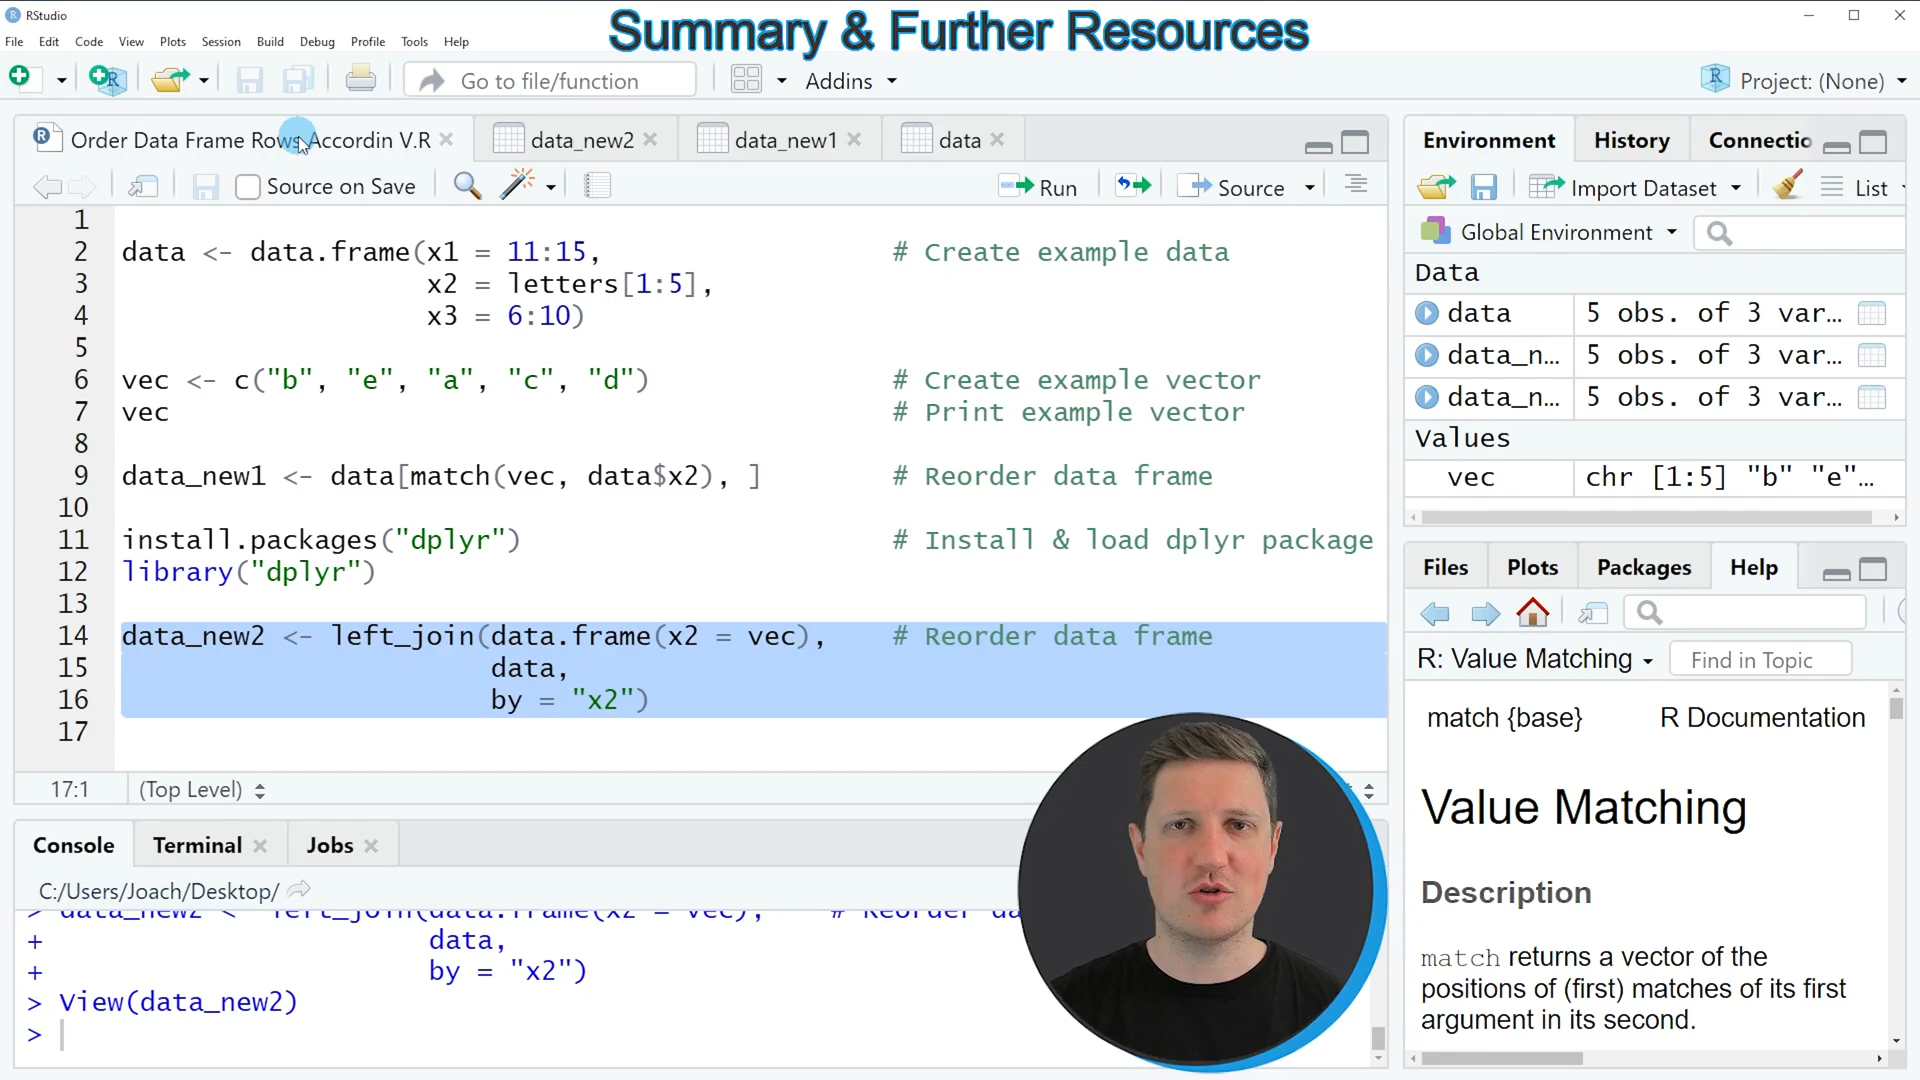 RStudio
Summary & Further Resources
File Edit Code View Plots Session Build Debug Profile Tools Help
Go to file/function Addins Project: (None)
Order Data Frame Rows Accordin V.R data_new2 data_new1 data
Source on Save Run Source
1
2 data <- data.frame(x1 = 11:15, # Create example data
3 x2 = letters[1:5],
4 x3 = 6:10)
5
6 vec <- c("b", "e", "a", "c", "d") # Create example vector
7 vec # Print example vector
8
9 data_new1 <- data[match(vec, data$x2), ] # Reorder data frame
10
11 install.packages("dplyr") # Install & load dplyr package
12 library("dplyr")
13
14 data_new2 <- left_join(data.frame(x2 = vec), # Reorder data frame
15 data,
16 by = "x2")
17
17:1 (Top Level)
Console Terminal Jobs
C:/Users/Joach/Desktop/
> data_new2 <- left_join(data.frame(x2 = vec), # Reorder da
+ data,
+ by = "x2")
> View(data_new2)
>
Environment History Connectio
Import Dataset List
Global Environment
Data
data 5 obs. of 3 var…
data_n… 5 obs. of 3 var…
data_n… 5 obs. of 3 var…
Values
vec chr [1:5] "b" "e"…
Files Plots Packages Help
R: Value Matching Find in Topic
match {base} R Documentation
Value Matching
Description
match returns a vector of the
positions of (first) matches of its first
argument in its second.